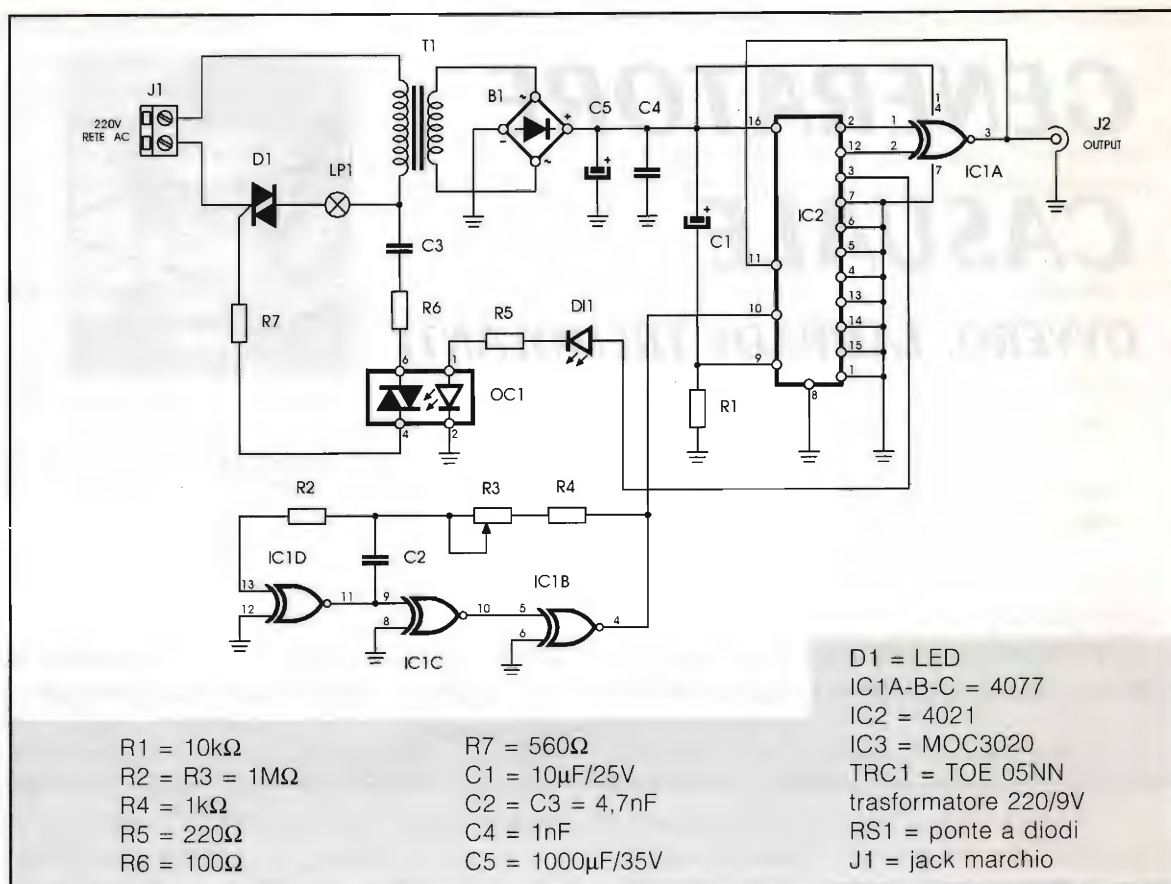 T1
J1
220V
RETE AC
D1
LP1
B1
~
-
+
~
C5
C4
C3
R7
R6
R5
DI1
6
1
OC1
4
2
C1
+
R1
16
11
10
9
IC2
8
2
12
3
7
6
5
4
13
14
15
1
1
4
1
2
3
7
IC1A
J2
OUTPUT
R2
R3
R4
C2
IC1D
13
12
11
9
8
10
IC1C
IC1B
5
6
4
R1 = 10kΩ
R2 = R3 = 1MΩ
R4 = 1kΩ
R5 = 220Ω
R6 = 100Ω
R7 = 560Ω
C1 = 10µF/25V
C2 = C3 = 4,7nF
C4 = 1nF
C5 = 1000µF/35V
D1 = LED
IC1A-B-C = 4077
IC2 = 4021
IC3 = MOC3020
TRC1 = TOE 05NN
trasformatore 220/9V
RS1 = ponte a diodi
J1 = jack marchio